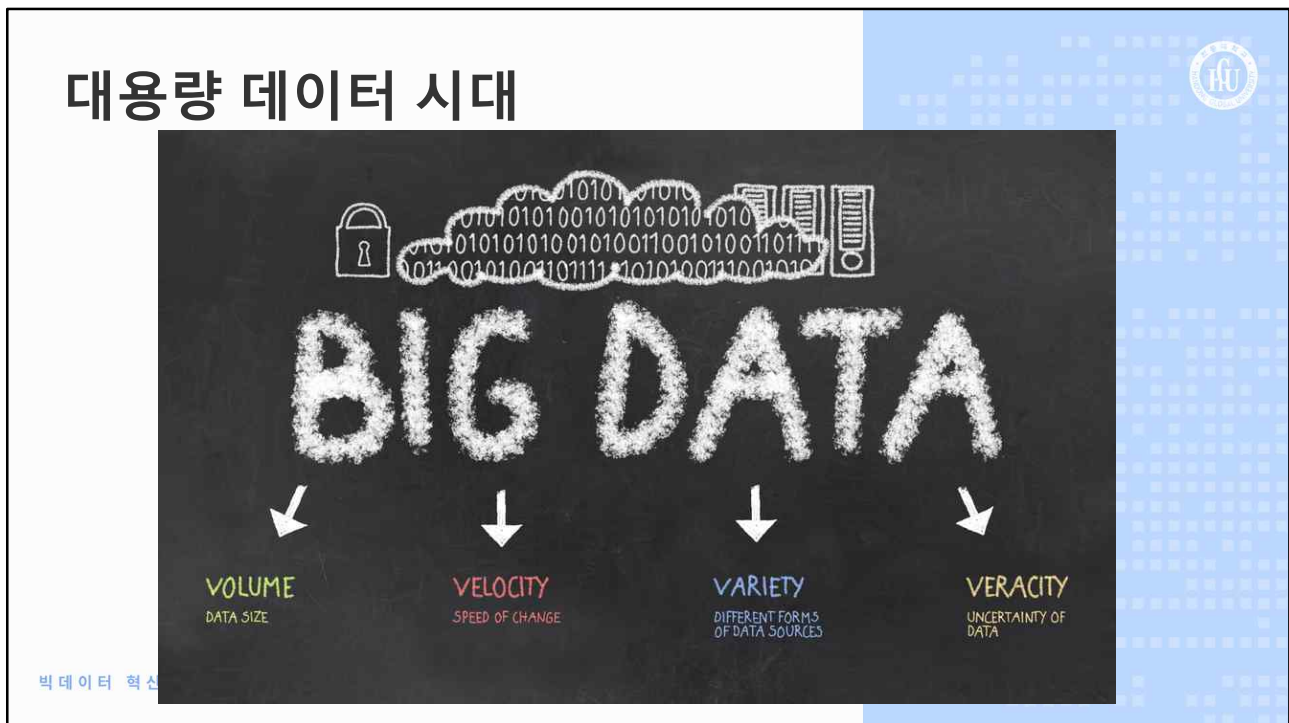 대용량 데이터 시대
BIG DATA
VOLUME
DATA SIZE
VELOCITY
SPEED OF CHANGE
VARIETY
DIFFERENT FORMS
OF DATA SOURCES
VERACITY
UNCERTAINTY OF
DATA
빅데이터 혁신